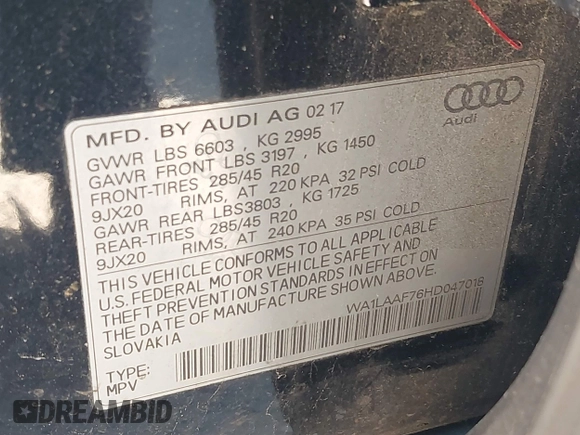 MFD. BY AUDI AG 02 17
GVWR LBS 6603 , KG 2995
GAWR FRONT LBS 3197 , KG 1450
FRONT-TIRES 285/45 R20
9JX20 RIMS, AT 220 KPA 32 PSI COLD
GAWR REAR LBS3803 , KG 1725
REAR-TIRES 285/45 R20
9JX20 RIMS, AT 240 KPA 35 PSI COLD
THIS VEHICLE CONFORMS TO ALL APPLICABLE
U.S. FEDERAL MOTOR VEHICLE SAFETY AND
THEFT PREVENTION STANDARDS IN EFFECT ON
THE DATE OF MANUFACTURE SHOWN ABOVE.
SLOVAKIA
WA1LAAF76HD047018
TYPE:
MPV
Audi
DREAMBID